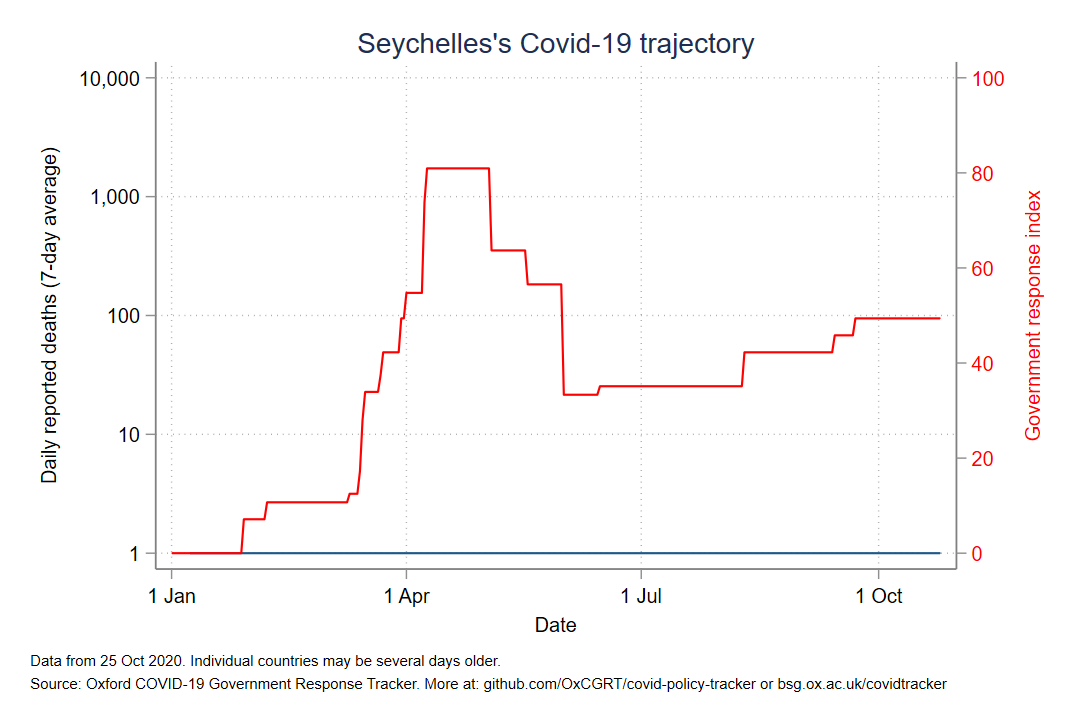 Seychelles's Covid-19 trajectory
10,000
1,000
100
10
1
Daily reported deaths (7-day average)
100
80
60
40
20
0
Government response index
1 Jan
1 Apr
1 Jul
1 Oct
Date
Data from 25 Oct 2020. Individual countries may be several days older.
Source: Oxford COVID-19 Government Response Tracker. More at: github.com/OxCGRT/covid-policy-tracker or bsg.ox.ac.uk/covidtracker